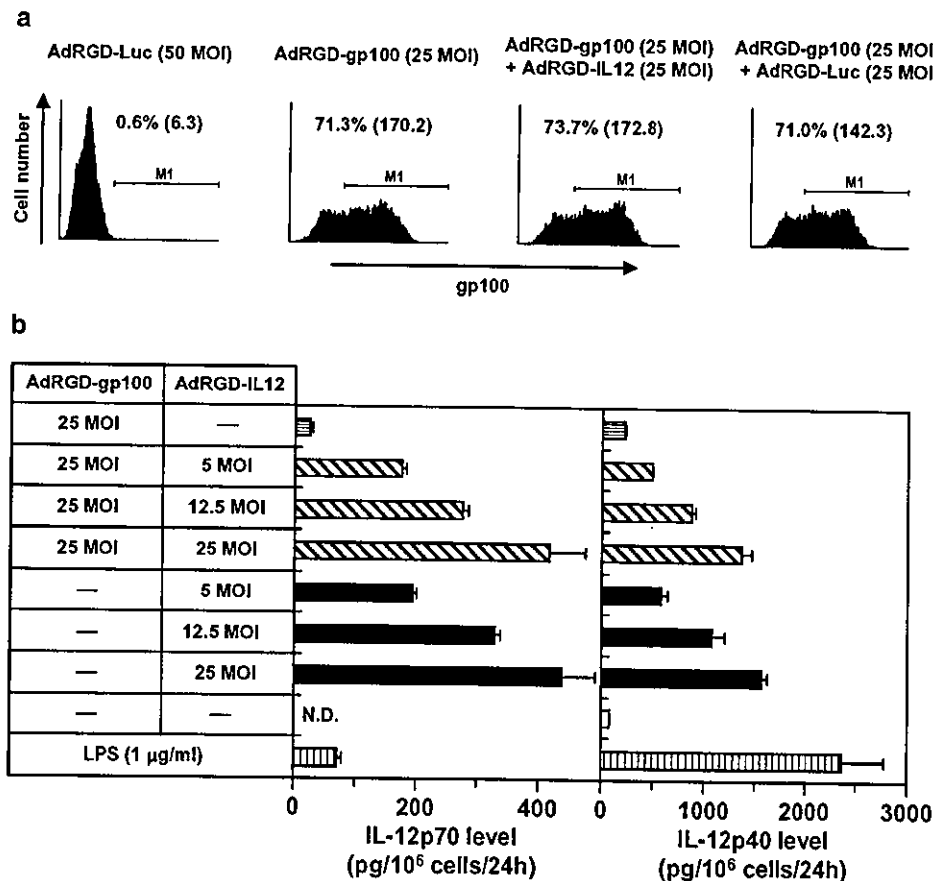 a
AdRGD-Luc (50 MOI)
AdRGD-gp100 (25 MOI)
AdRGD-gp100 (25 MOI)
+ AdRGD-IL12 (25 MOI)
AdRGD-gp100 (25 MOI
+ AdRGD-Luc (25 MOI
Cell number
0.6% (6.3)
M1
71.3% (170.2)
M1
73.7% (172.8)
M1
71.0% (142.3)
M1
gp100
b
AdRGD-gp100 AdRGD-IL12
25 MOI —
25 MOI 5 MOI
25 MOI 12.5 MOI
25 MOI 25 MOI
— 5 MOI
— 12.5 MOI
— 25 MOI
— — N.D.
LPS (1 µg/ml)
0 200 400 0 1000 2000 3000
IL-12p70 level
(pg/10⁶ cells/24h)
IL-12p40 level
(pg/10⁶ cells/24h)